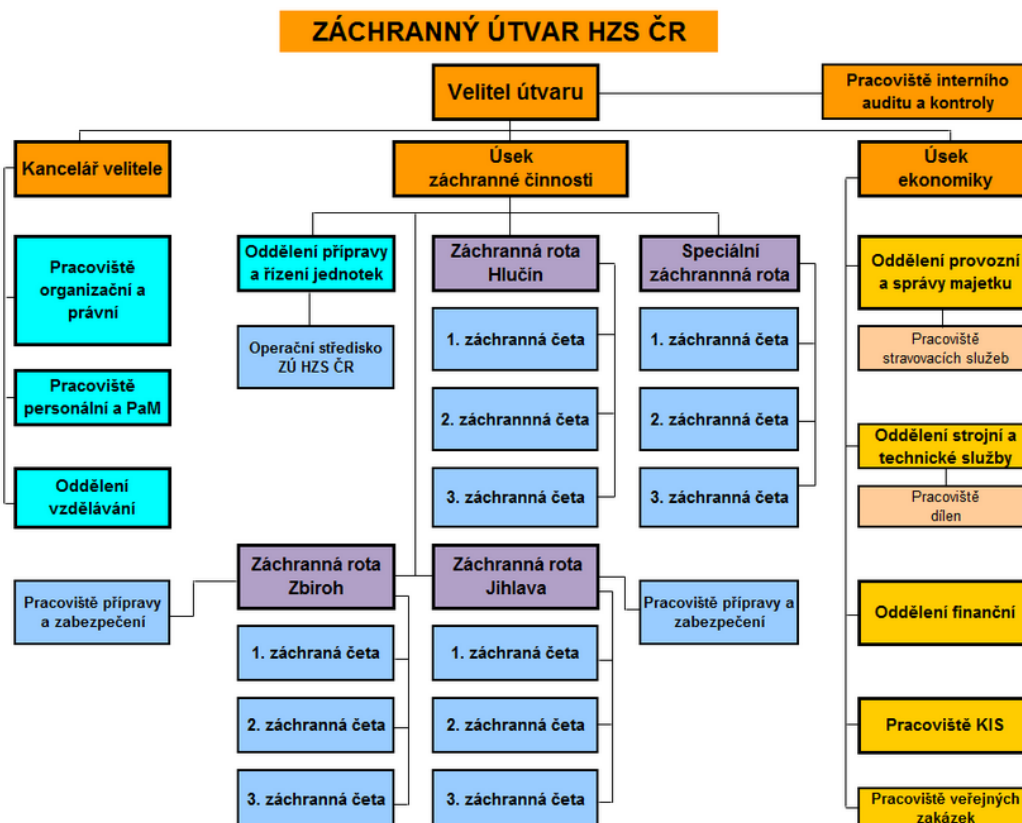 ZÁCHRANNÝ ÚTVAR HZS ČR
Velitel útvaru
Pracoviště interního
auditu a kontroly
Kancelář velitele
Úsek
záchranné činnosti
Úsek
ekonomiky
Pracoviště
organizační a
právní
Pracoviště
personální a PaM
Oddělení
vzdělávání
Oddělení přípravy
a řízení jednotek
Operační středisko
ZÚ HZS ČR
Záchranná rota
Hlučín
1. záchranná četa
2. záchrannná četa
3. záchranná četa
Speciální
záchrannná rota
1. záchranná četa
2. záchranná četa
3. záchranná četa
Oddělení provozní
a správy majetku
Pracoviště
stravovacích služeb
Oddělení strojní a
technické služby
Pracoviště
dílen
Oddělení finanční
Pracoviště KIS
Pracoviště veřejných
zakázek
Pracoviště přípravy
a zabezpečení
Záchranná rota
Zbiroh
1. záchraná četa
2. záchranná četa
3. záchranná četa
Záchranná rota
Jihlava
1. záchraná četa
2. záchranná četa
3. záchranná četa
Pracoviště přípravy a
zabezpečení